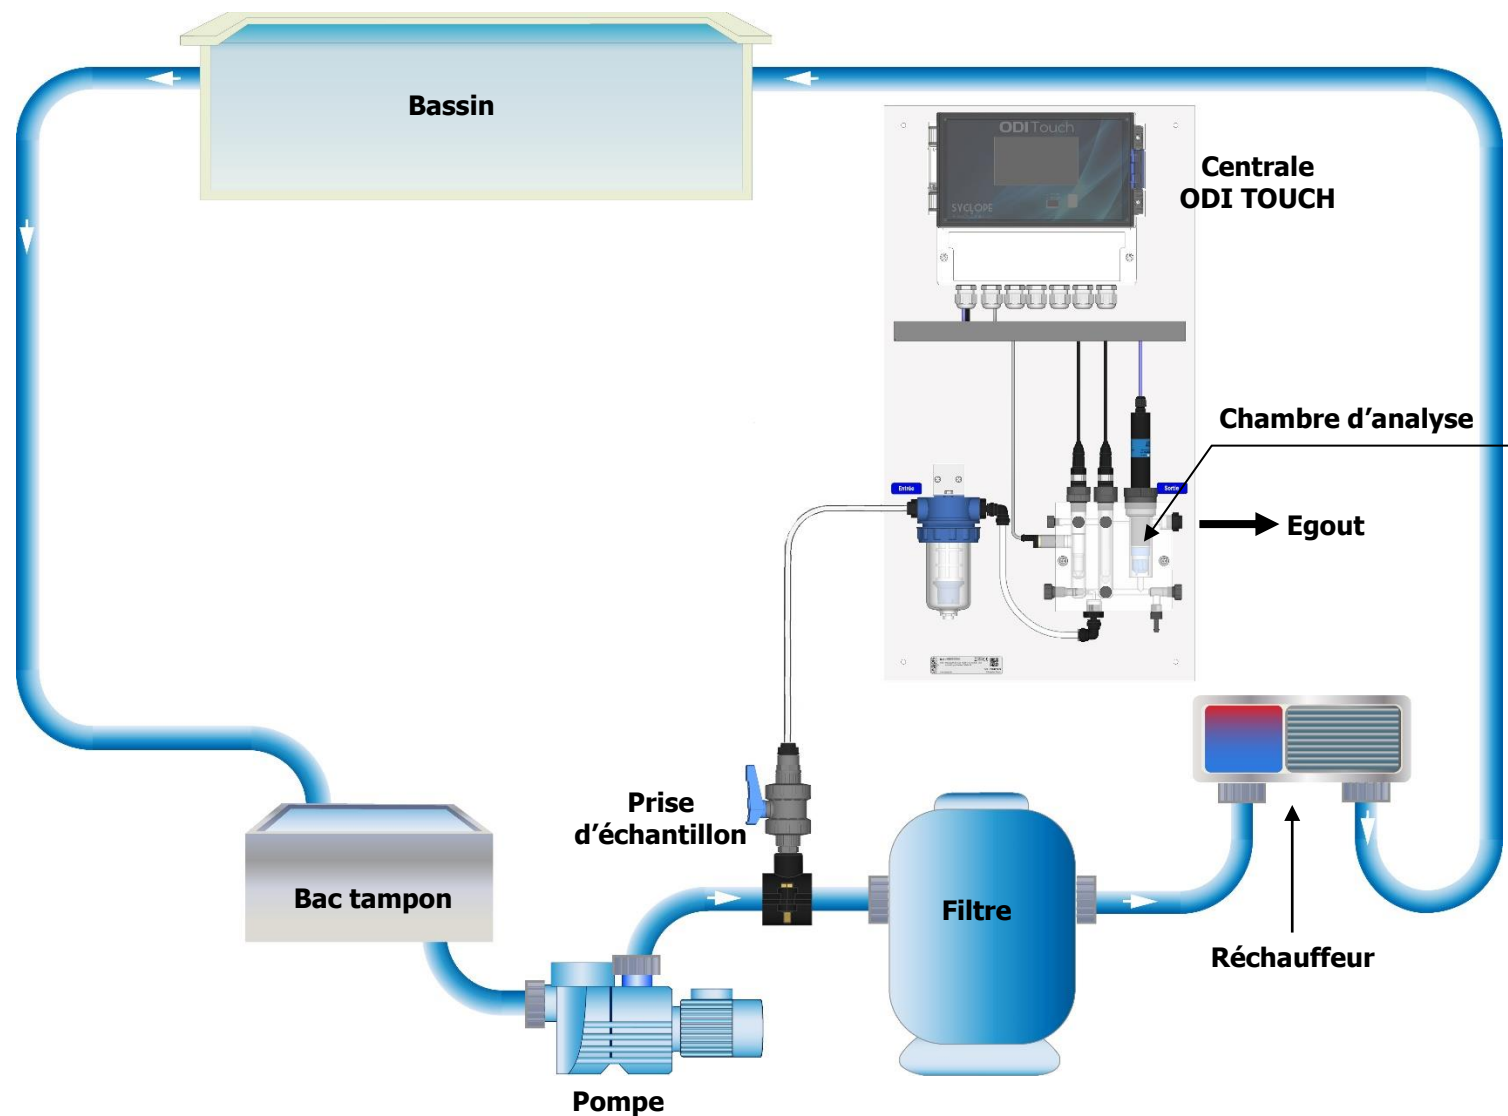 Bassin
ODI Touch
SYCLOPE
Centrale
ODI TOUCH
Chambre d’analyse
Entrée
Sortie
Egout
Prise
d’échantillon
Bac tampon
Filtre
Réchauffeur
Pompe